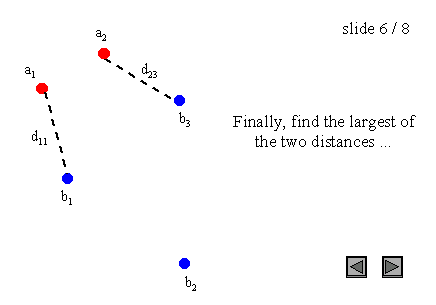 slide 6 / 8
a2
a1
d23
b3
Finally, find the largest of
the two distances ...
d11
b1
b2